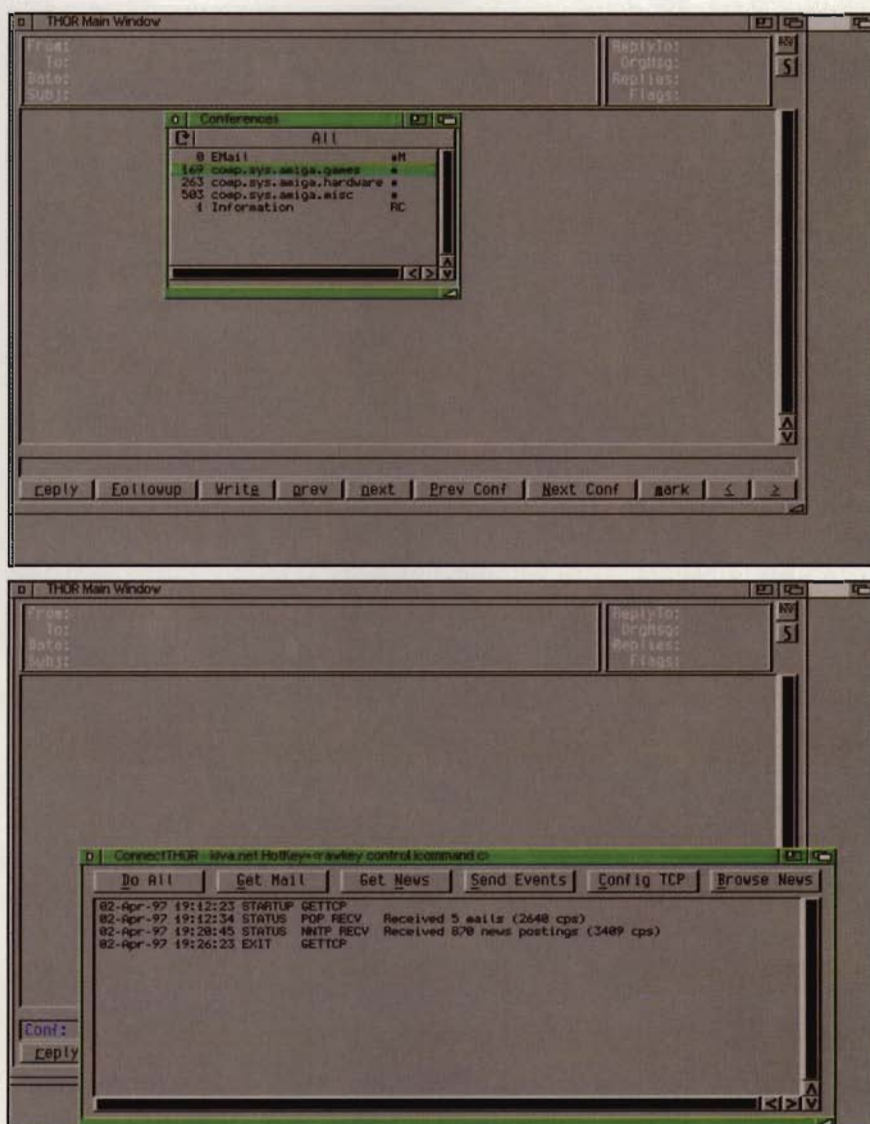 THOR Main Window
From:
To:
Date:
Subj:
ReplyTo:
OrgMsg:
Replies:
Flags:
Conferences
All
0 EMail M
169 comp.sys.amiga.games
263 comp.sys.amiga.hardware
503 comp.sys.amiga.misc
1 Information RC
reply Followup Write prev next Prev Conf Next Conf mark < >
THOR Main Window
From:
To:
Date:
Subj:
ReplyTo:
OrgMsg:
Replies:
Flags:
ConnectTHOR - kiva.net HotKey=<rawkey control lcommand c>
Do All Get Mail Get News Send Events Config TCP Browse News
02-Apr-97 19:12:23 STARTUP GETTCP
02-Apr-97 19:12:34 STATUS POP RECV Received 5 mails (2640 cps)
02-Apr-97 19:20:45 STATUS NNTP RECV Received 870 news postings (3409 cps)
02-Apr-97 19:26:23 EXIT GETTCP
Conf:
reply